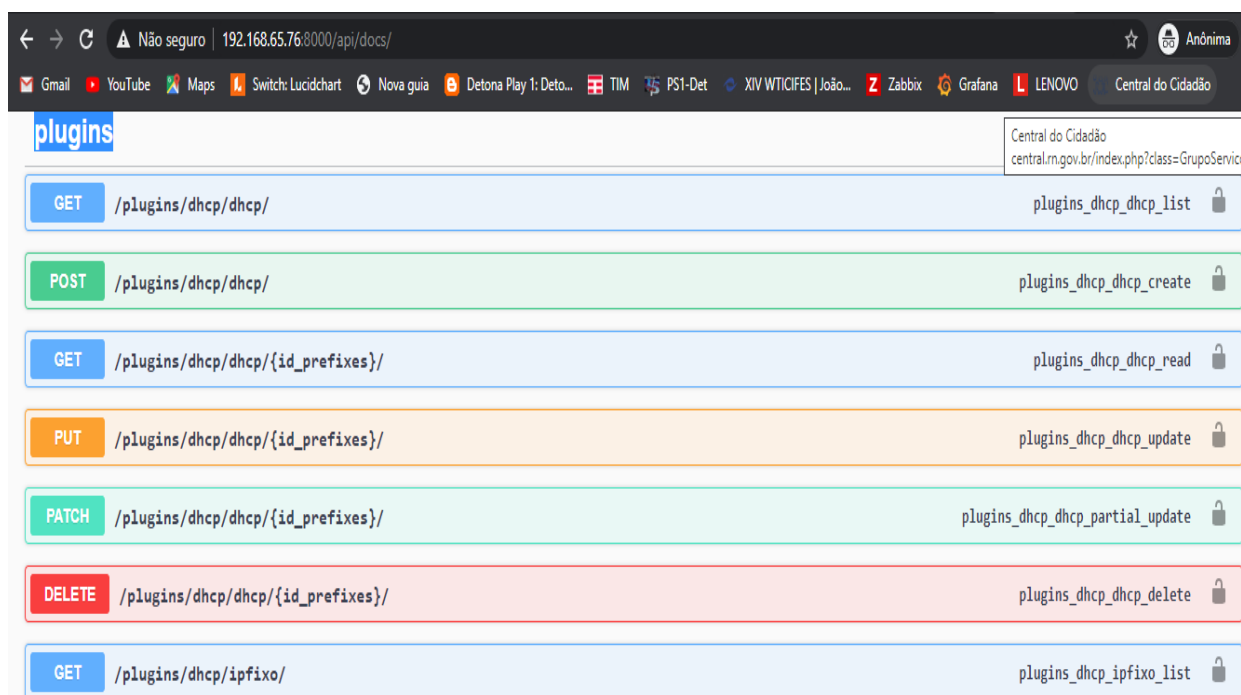 Não seguro | 192.168.65.76:8000/api/docs/ Anônima
Gmail YouTube Maps Switch: Lucidchart Nova guia Detona Play 1: Deto... TIM PS1-Det XIV WTICIFES | João... Zabbix Grafana LENOVO Central do Cidadão
plugins
Central do Cidadão
central.rn.gov.br/index.php?class=GrupoServic
GET /plugins/dhcp/dhcp/ plugins_dhcp_dhcp_list
POST /plugins/dhcp/dhcp/ plugins_dhcp_dhcp_create
GET /plugins/dhcp/dhcp/{id_prefixes}/ plugins_dhcp_dhcp_read
PUT /plugins/dhcp/dhcp/{id_prefixes}/ plugins_dhcp_dhcp_update
PATCH /plugins/dhcp/dhcp/{id_prefixes}/ plugins_dhcp_dhcp_partial_update
DELETE /plugins/dhcp/dhcp/{id_prefixes}/ plugins_dhcp_dhcp_delete
GET /plugins/dhcp/ipfixo/ plugins_dhcp_ipfixo_list